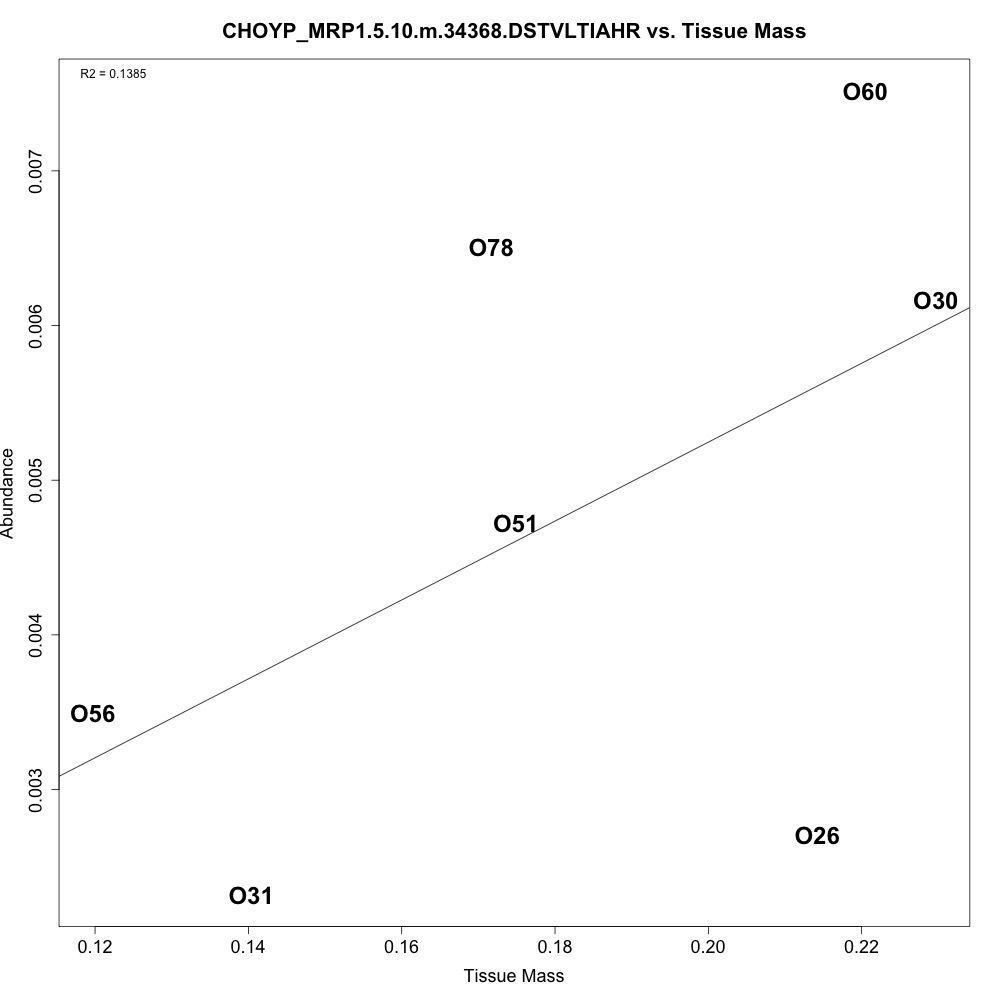 CHOYP_MRP1.5.10.m.34368.DSTVLTIAHR vs. Tissue Mass
R2 = 0.1385
O60
0.007
O78
O30
0.006
0.005
Abundance
O51
0.004
O56
0.003
O26
O31
0.12 0.14 0.16 0.18 0.20 0.22
Tissue Mass